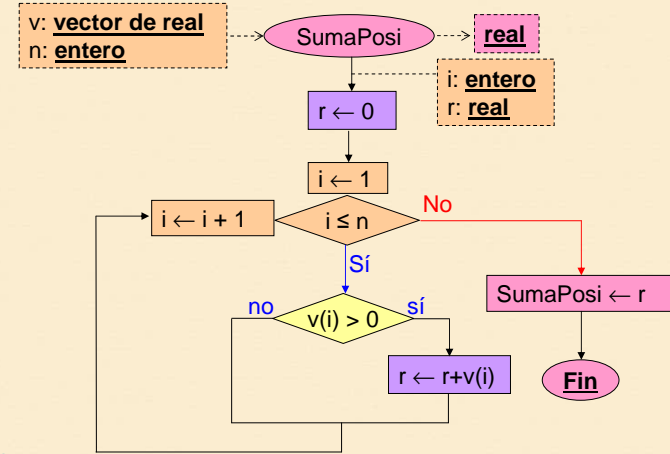 v: vector de real
n: entero
SumaPosi
real
i: entero
r: real
r ← 0
i ← 1
i ← i + 1
i ≤ n
No
Sí
SumaPosi ← r
no
v(i) > 0
sí
r ← r+v(i)
Fin